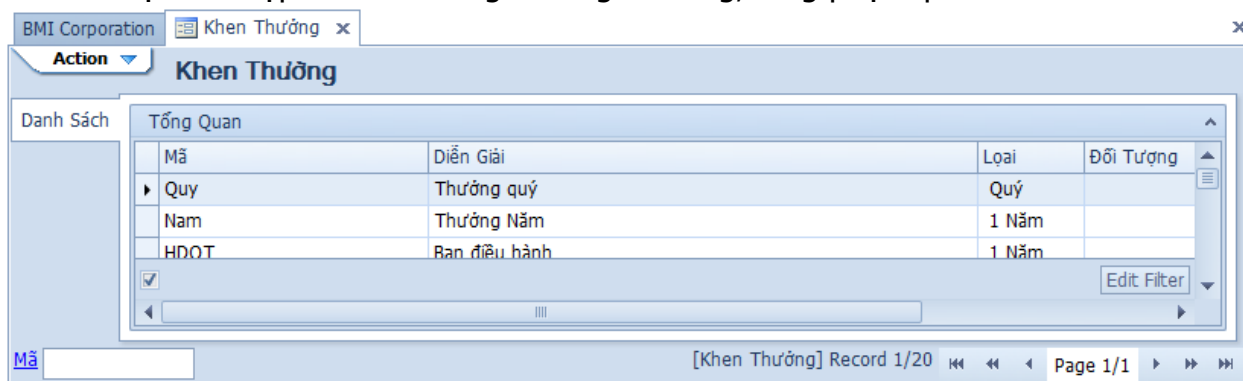 BMI Corporation Khen Thưởng x x
Action
Khen Thưởng
Danh Sách Tổng Quan
Mã Diễn Giải Loại Đối Tượng
Quy Thưởng quý Quý
Nam Thưởng Năm 1 Năm
HDQT Ban điều hành 1 Năm
Edit Filter
Mã [Khen Thưởng] Record 1/20 Page 1/1